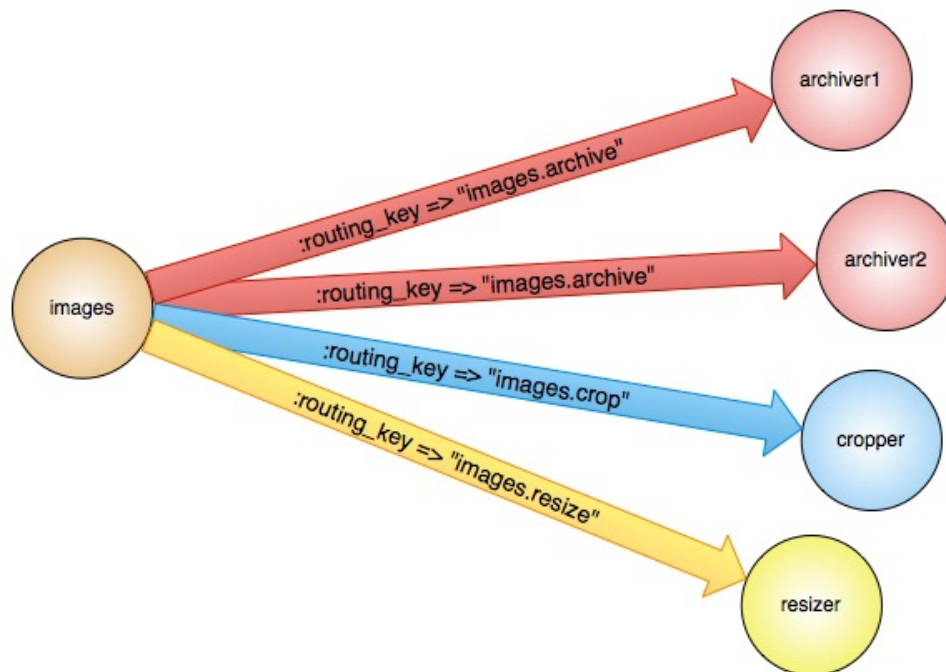 archiver1
:routing_key => "images.archive"
archiver2
:routing_key => "images.archive"
images
:routing_key => "images.crop"
cropper
:routing_key => "images.resize"
resizer